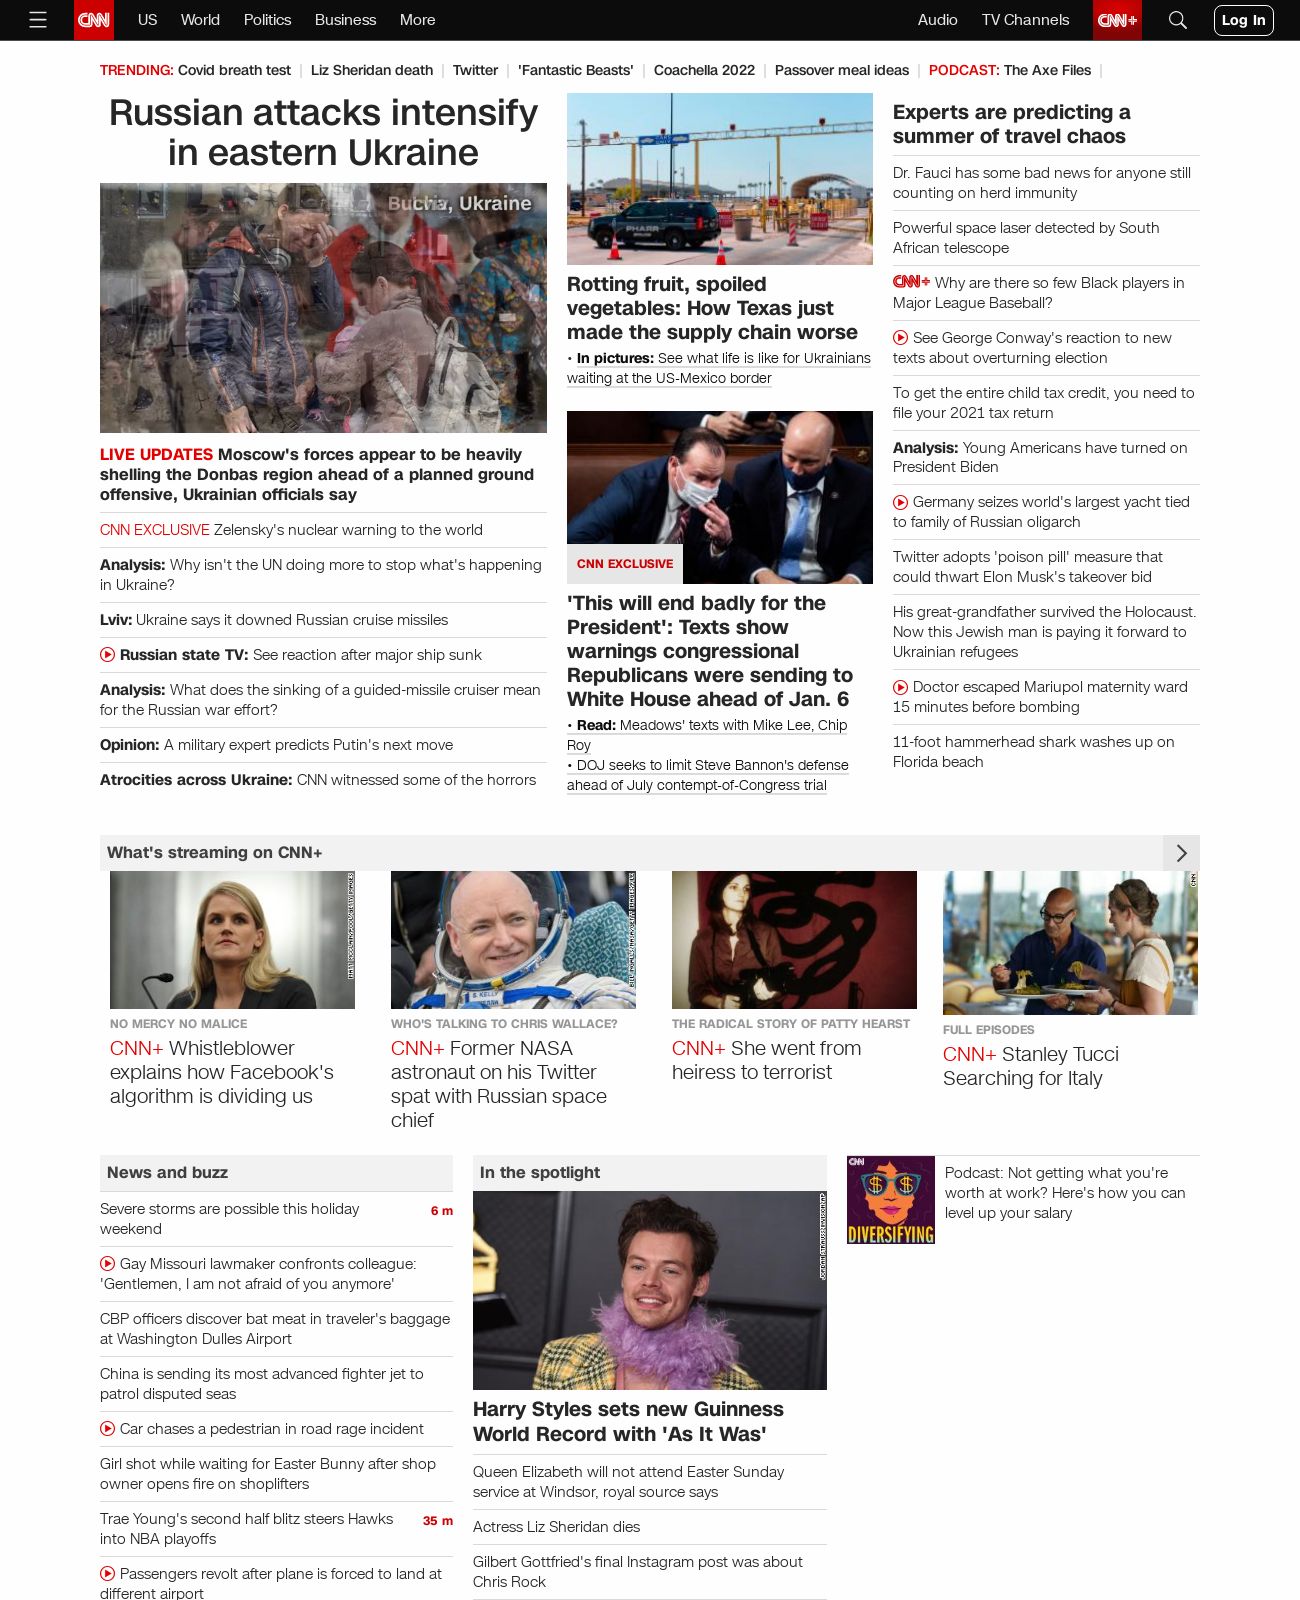 CNN US World Politics Business More Audio TV Channels CNN+ Log In
TRENDING: Covid breath test Liz Sheridan death Twitter 'Fantastic Beasts' Coachella 2022 Passover meal ideas PODCAST: The Axe Files
Russian attacks intensify
in eastern Ukraine
Ukraine
LIVE UPDATES Moscow's forces appear to be heavily
shelling the Donbas region ahead of a planned ground
offensive, Ukrainian officials say
CNN EXCLUSIVE Zelensky's nuclear warning to the world
Analysis: Why isn't the UN doing more to stop what's happening
in Ukraine?
Lviv: Ukraine says it downed Russian cruise missiles
Russian state TV: See reaction after major ship sunk
Analysis: What does the sinking of a guided-missile cruiser mean
for the Russian war effort?
Opinion: A military expert predicts Putin's next move
Atrocities across Ukraine: CNN witnessed some of the horrors
PHARR
Rotting fruit, spoiled
vegetables: How Texas just
made the supply chain worse
• In pictures: See what life is like for Ukrainians
waiting at the US-Mexico border
CNN EXCLUSIVE
'This will end badly for the
President': Texts show
warnings congressional
Republicans were sending to
White House ahead of Jan. 6
• Read: Meadows' texts with Mike Lee, Chip
Roy
• DOJ seeks to limit Steve Bannon's defense
ahead of July contempt-of-Congress trial
Experts are predicting a
summer of travel chaos
Dr. Fauci has some bad news for anyone still
counting on herd immunity
Powerful space laser detected by South
African telescope
CNN+ Why are there so few Black players in
Major League Baseball?
See George Conway's reaction to new
texts about overturning election
To get the entire child tax credit, you need to
file your 2021 tax return
Analysis: Young Americans have turned on
President Biden
Germany seizes world's largest yacht tied
to family of Russian oligarch
Twitter adopts 'poison pill' measure that
could thwart Elon Musk's takeover bid
His great-grandfather survived the Holocaust.
Now this Jewish man is paying it forward to
Ukrainian refugees
Doctor escaped Mariupol maternity ward
15 minutes before bombing
11-foot hammerhead shark washes up on
Florida beach
What's streaming on CNN+
NO MERCY NO MALICE
CNN+ Whistleblower
explains how Facebook's
algorithm is dividing us
S. KELLY
WHO'S TALKING TO CHRIS WALLACE?
CNN+ Former NASA
astronaut on his Twitter
spat with Russian space
chief
THE RADICAL STORY OF PATTY HEARST
CNN+ She went from
heiress to terrorist
CNN
FULL EPISODES
CNN+ Stanley Tucci
Searching for Italy
News and buzz
Severe storms are possible this holiday 6 m
weekend
Gay Missouri lawmaker confronts colleague:
'Gentlemen, I am not afraid of you anymore'
CBP officers discover bat meat in traveler's baggage
at Washington Dulles Airport
China is sending its most advanced fighter jet to
patrol disputed seas
Car chases a pedestrian in road rage incident
Girl shot while waiting for Easter Bunny after shop
owner opens fire on shoplifters
Trae Young's second half blitz steers Hawks 35 m
into NBA playoffs
Passengers revolt after plane is forced to land at
different airport
In the spotlight
Harry Styles sets new Guinness
World Record with 'As It Was'
Queen Elizabeth will not attend Easter Sunday
service at Windsor, royal source says
Actress Liz Sheridan dies
Gilbert Gottfried's final Instagram post was about
Chris Rock
CNN
DIVERSIFYING
Podcast: Not getting what you're
worth at work? Here's how you can
level up your salary